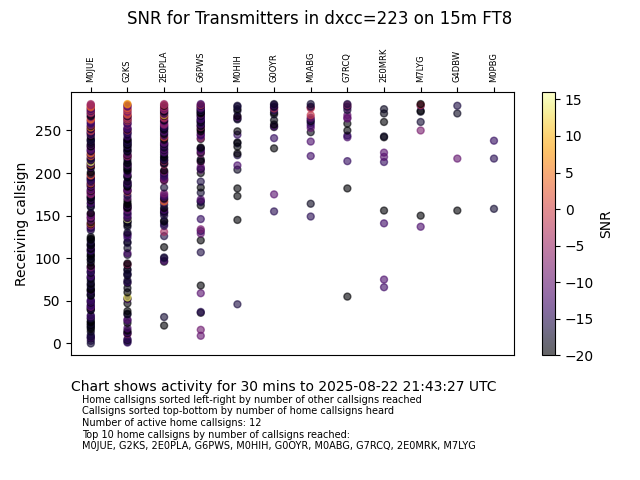 SNR for Transmitters in dxcc=223 on 15m FT8
M0JUE G2KS 2E0PLA G6PWS M0HIH G0OYR M0ABG G7RCQ 2E0MRK M7LYG G4DBW M0PBG
Receiving callsign
250
200
150
100
50
0
15
10
5
0
−5
−10
−15
−20
SNR
Chart shows activity for 30 mins to 2025-08-22 21:43:27 UTC
Home callsigns sorted left-right by number of other callsigns reached
Callsigns sorted top-bottom by number of home callsigns heard
Number of active home callsigns: 12
Top 10 home callsigns by number of callsigns reached:
M0JUE, G2KS, 2E0PLA, G6PWS, M0HIH, G0OYR, M0ABG, G7RCQ, 2E0MRK, M7LYG